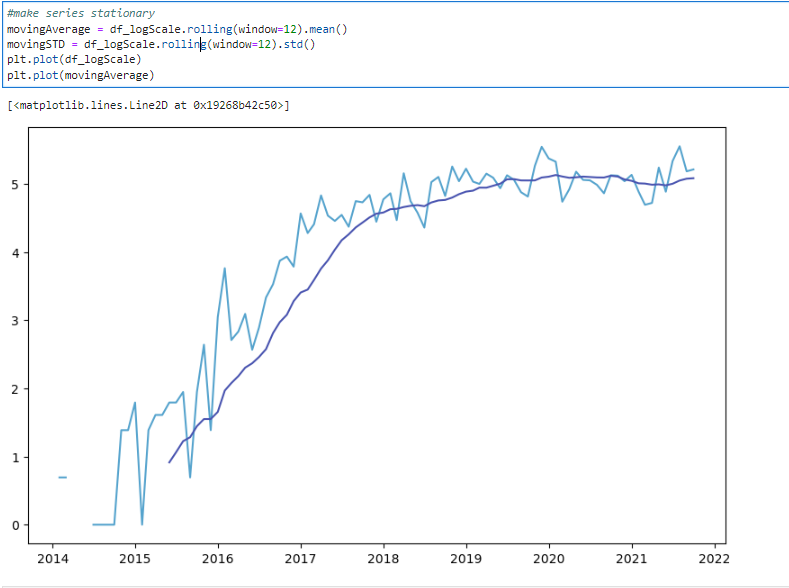 #make series stationary
movingAverage = df_logScale.rolling(window=12).mean()
movingSTD = df_logScale.rolling(window=12).std()
plt.plot(df_logScale)
plt.plot(movingAverage)
[<matplotlib.lines.Line2D at 0x19268b42c50>]
5
4
3
2
1
0
2014 2015 2016 2017 2018 2019 2020 2021 2022